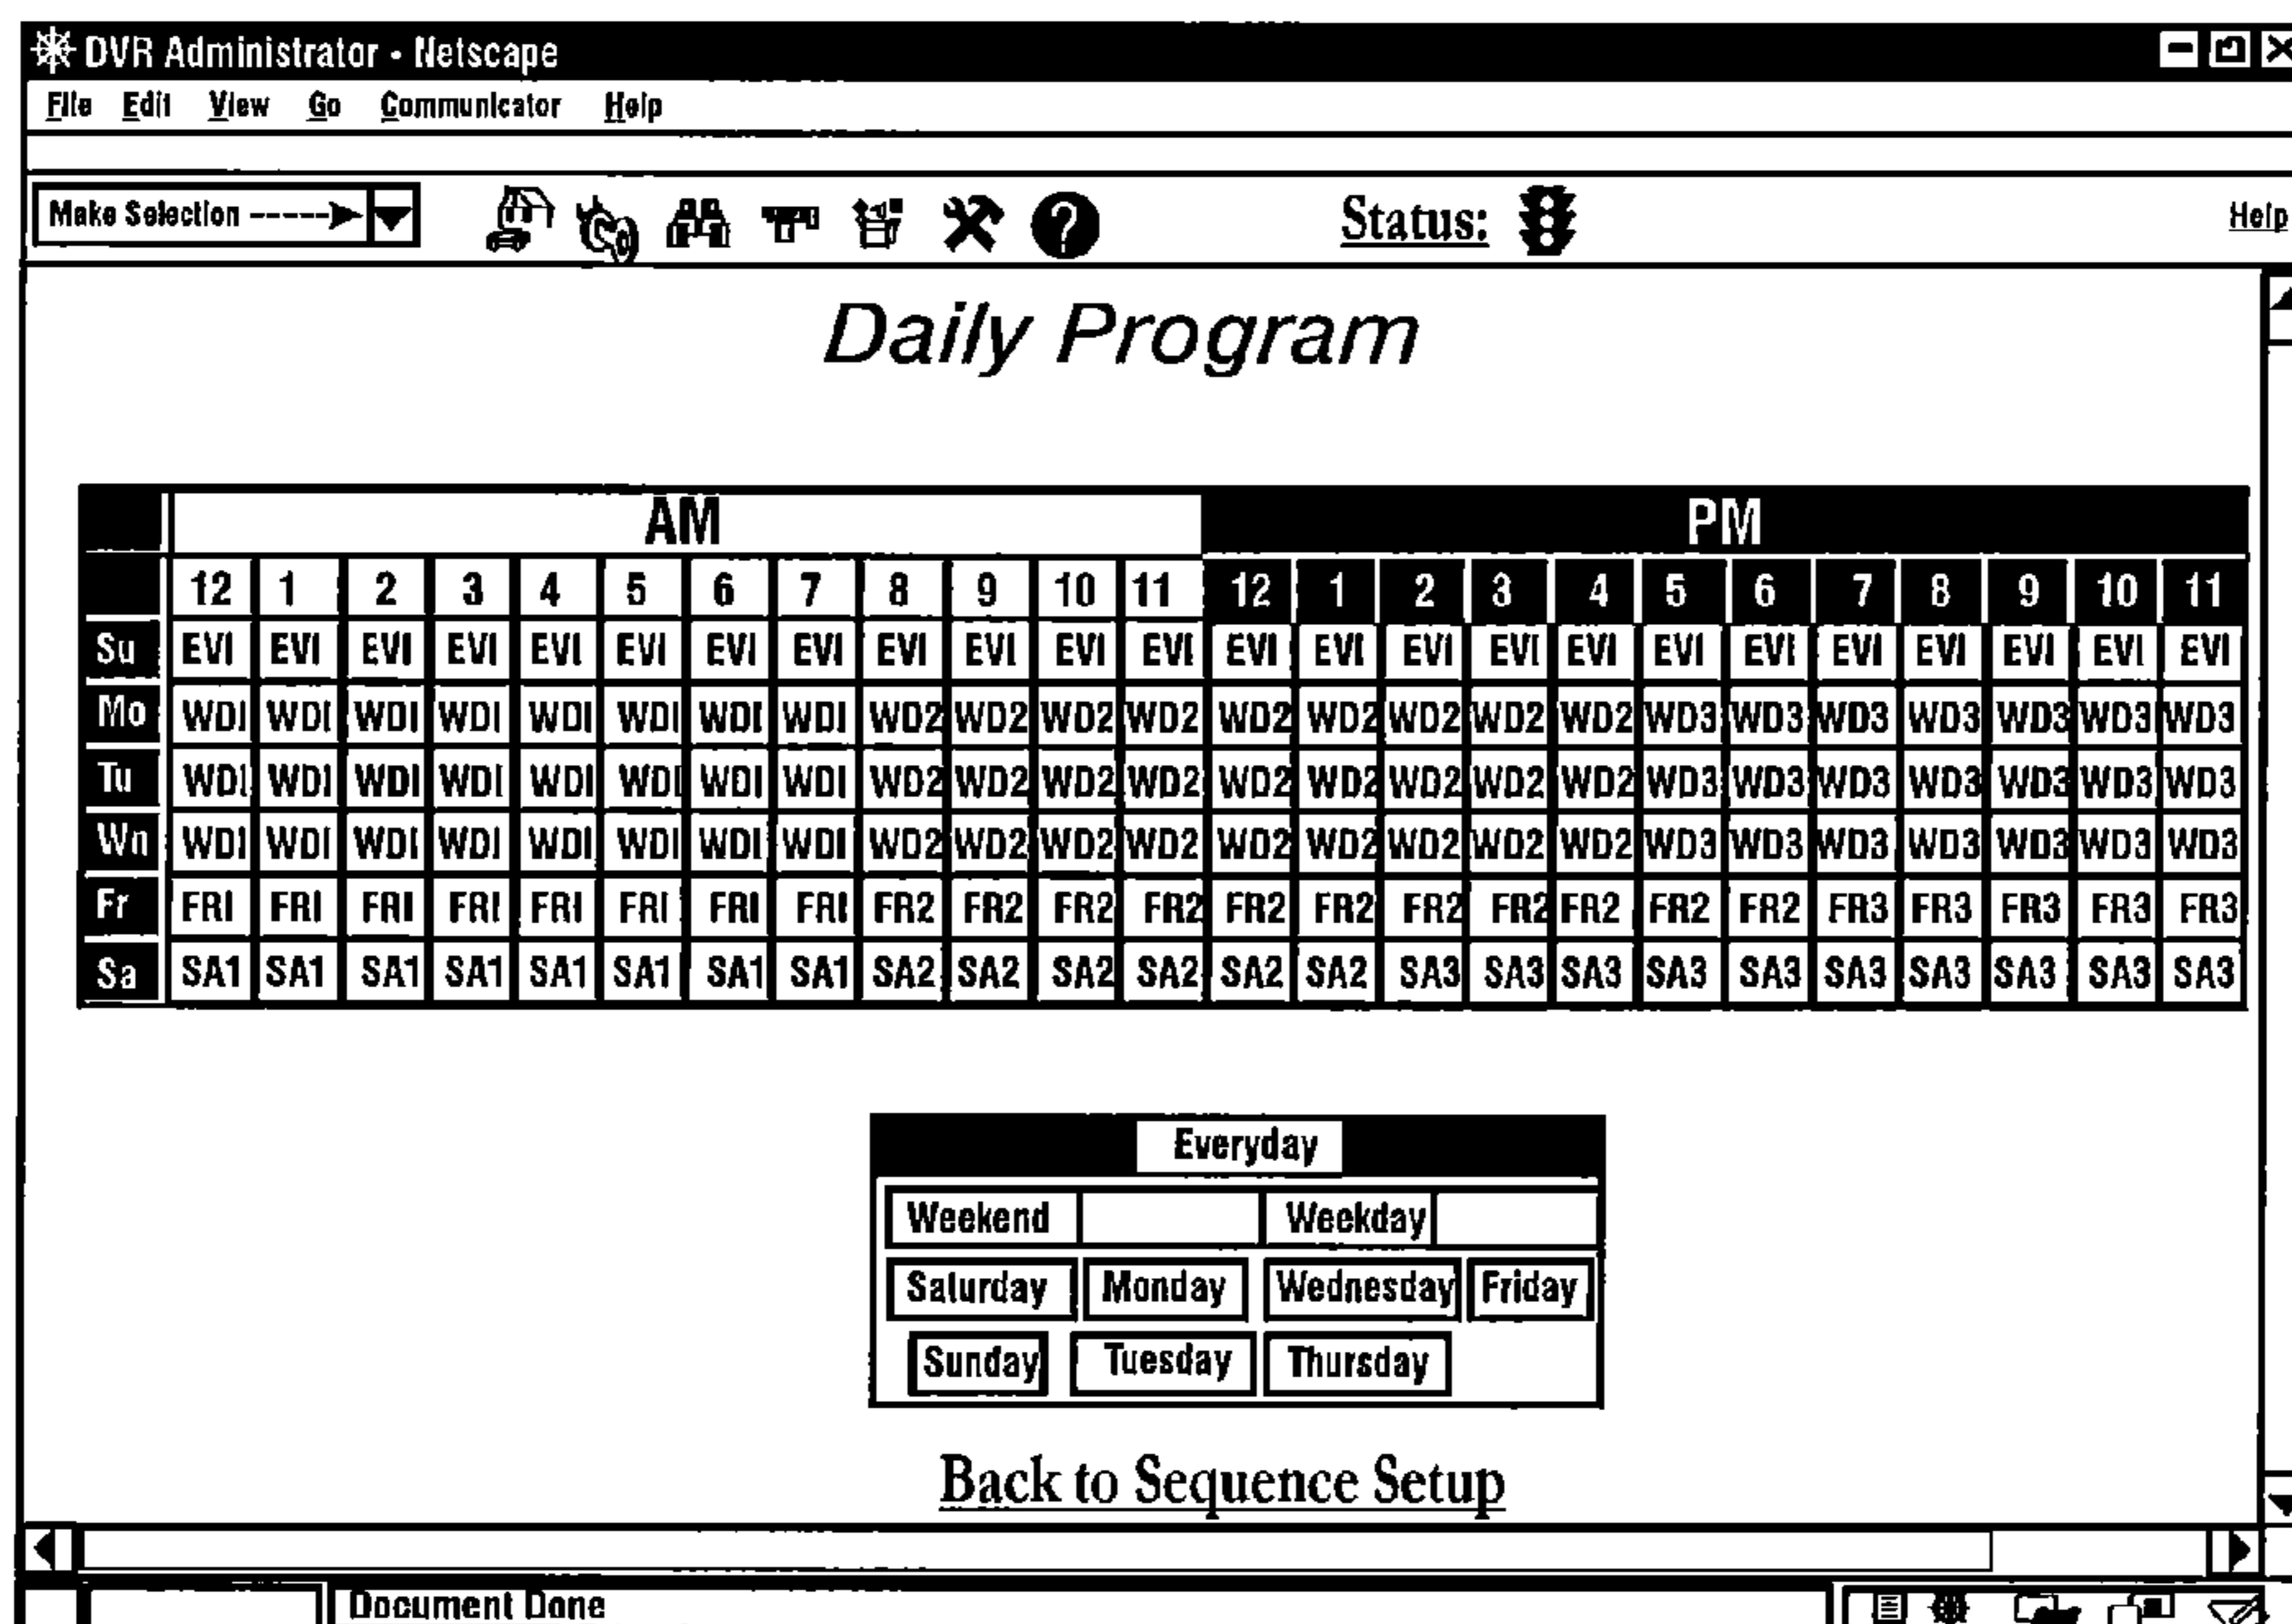 DVR Administrator - Netscape
File Edit View Go Communicator Help
Make Selection -----> Status: Help
Daily Program
AM PM
12 1 2 3 4 5 6 7 8 9 10 11 12 1 2 3 4 5 6 7 8 9 10 11
Su EVI EVI EVI EVI EVI EVI EVI EVI EVI EVI EVI EVI EVI EVI EVI EVI EVI EVI EVI EVI EVI EVI EVI EVI
Mo WDI WDI WDI WDI WDI WDI WDI WDI WD2 WD2 WD2 WD2 WD2 WD2 WD2 WD2 WD2 WD3 WD3 WD3 WD3 WD3 WD3 WD3
Tu WDI WDI WDI WDI WDI WDI WDI WDI WD2 WD2 WD2 WD2 WD2 WD2 WD2 WD2 WD2 WD3 WD3 WD3 WD3 WD3 WD3 WD3
Wn WDI WDI WDI WDI WDI WDI WDI WDI WD2 WD2 WD2 WD2 WD2 WD2 WD2 WD2 WD2 WD3 WD3 WD3 WD3 WD3 WD3 WD3
Fr FRI FRI FRI FRI FRI FRI FRI FRI FR2 FR2 FR2 FR2 FR2 FR2 FR2 FR2 FR2 FR2 FR2 FR3 FR3 FR3 FR3 FR3
Sa SA1 SA1 SA1 SA1 SA1 SA1 SA1 SA1 SA2 SA2 SA2 SA2 SA2 SA2 SA3 SA3 SA3 SA3 SA3 SA3 SA3 SA3 SA3 SA3
Everyday
Weekend Weekday
Saturday Monday Wednesday Friday
Sunday Tuesday Thursday
Back to Sequence Setup
Document Done